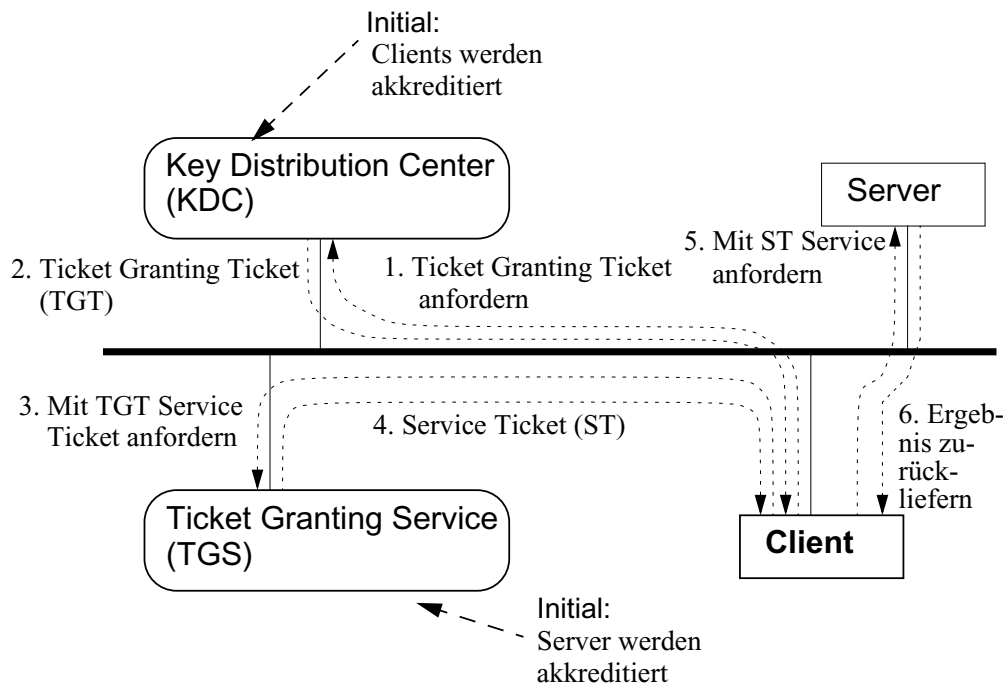 Initial:
Clients werden
akkreditiert
Key Distribution Center
(KDC)
Server
5. Mit ST Service
anfordern
2. Ticket Granting Ticket
(TGT)
1. Ticket Granting Ticket
anfordern
3. Mit TGT Service
Ticket anfordern
4. Service Ticket (ST)
6. Ergeb-
nis zu-
rück-
liefern
Ticket Granting Service
(TGS)
Client
Initial:
Server werden
akkreditiert